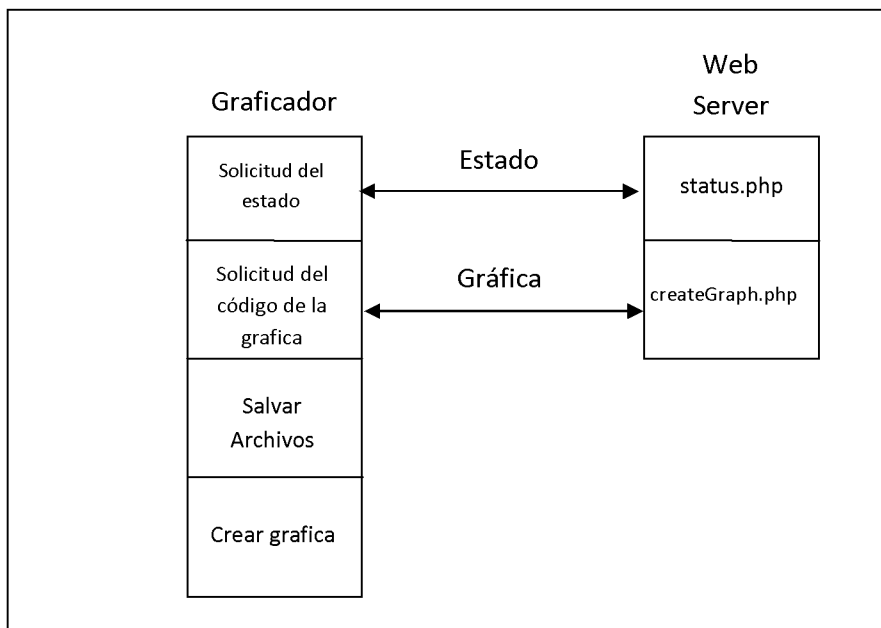 Graficador
Web
Server
Solicitud del
estado
Estado
status.php
Solicitud del
código de la
grafica
Gráfica
createGraph.php
Salvar
Archivos
Crear grafica